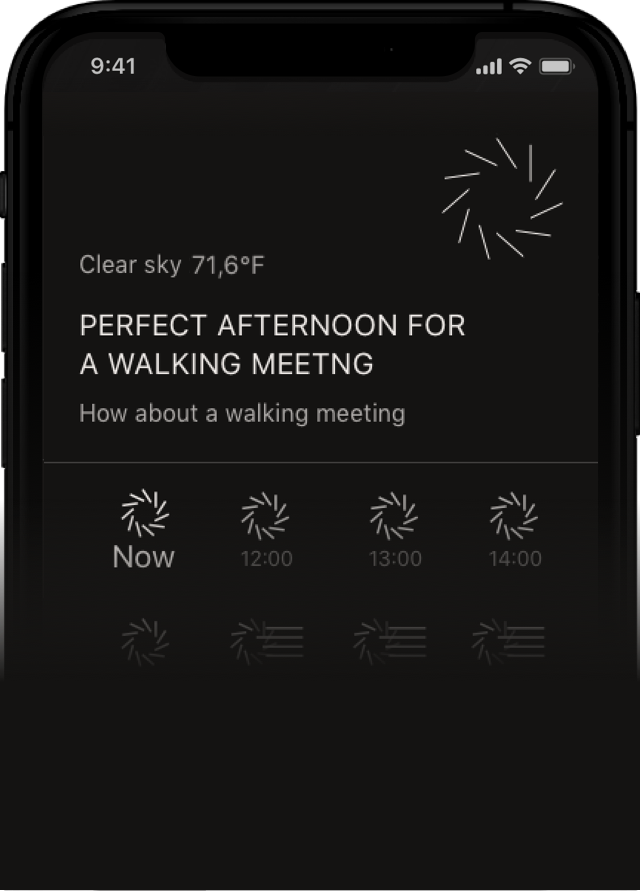 9:41
Clear sky 71,6°F
PERFECT AFTERNOON FOR
A WALKING MEETNG
How about a walking meeting
Now 12:00 13:00 14:00